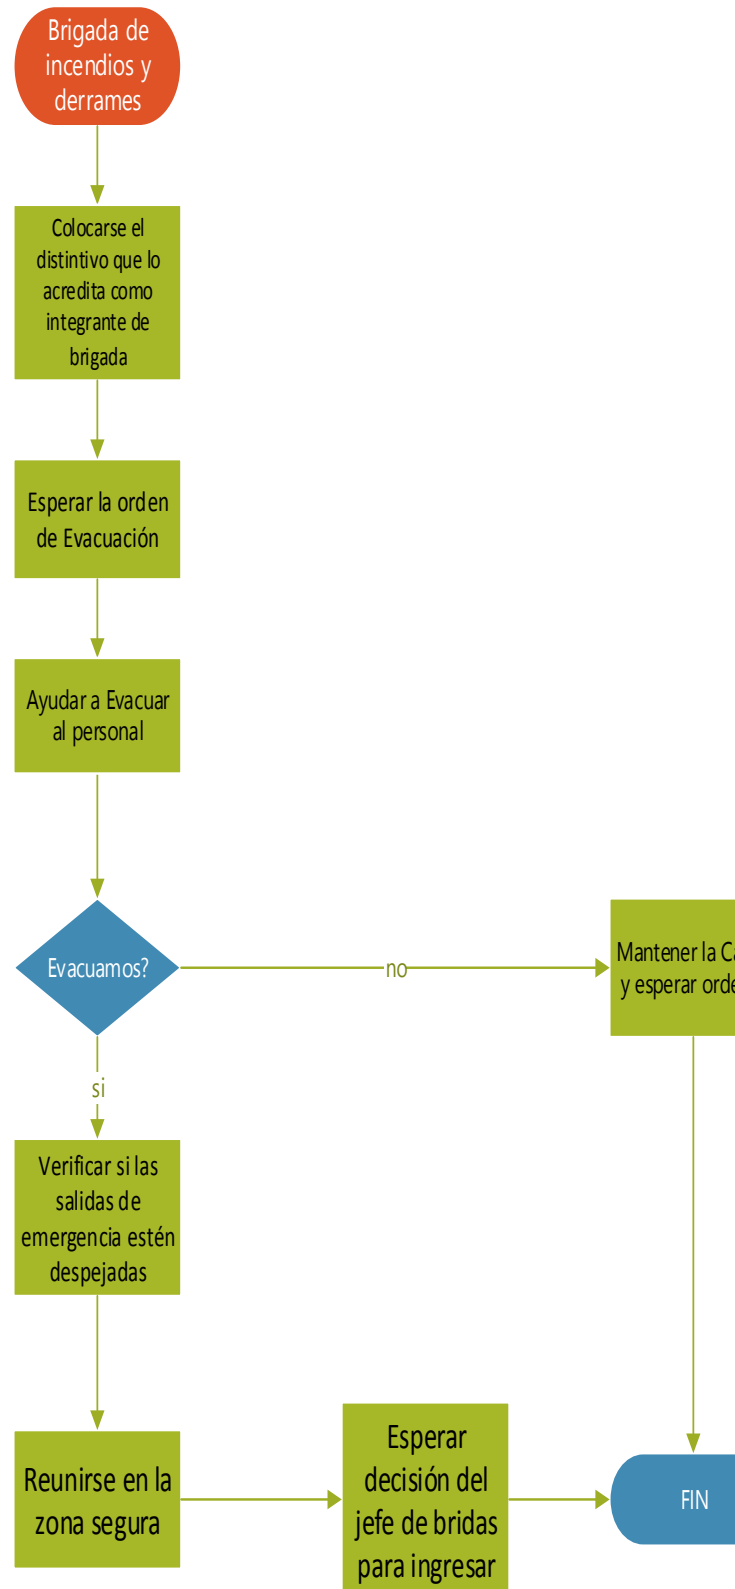 Brigada de
incendios y
derrames
Colocarse el
distintivo que lo
acredita como
integrante de
brigada
Esperar la orden
de Evacuación
Ayudar a Evacuar
al personal
Evacuamos?
no
Mantener la
y esperar
si
Verificar si las
salidas de
emergencia estén
despejadas
Reunirse en la
zona segura
Esperar
decisión del
jefe de bridas
para ingresar
FIN